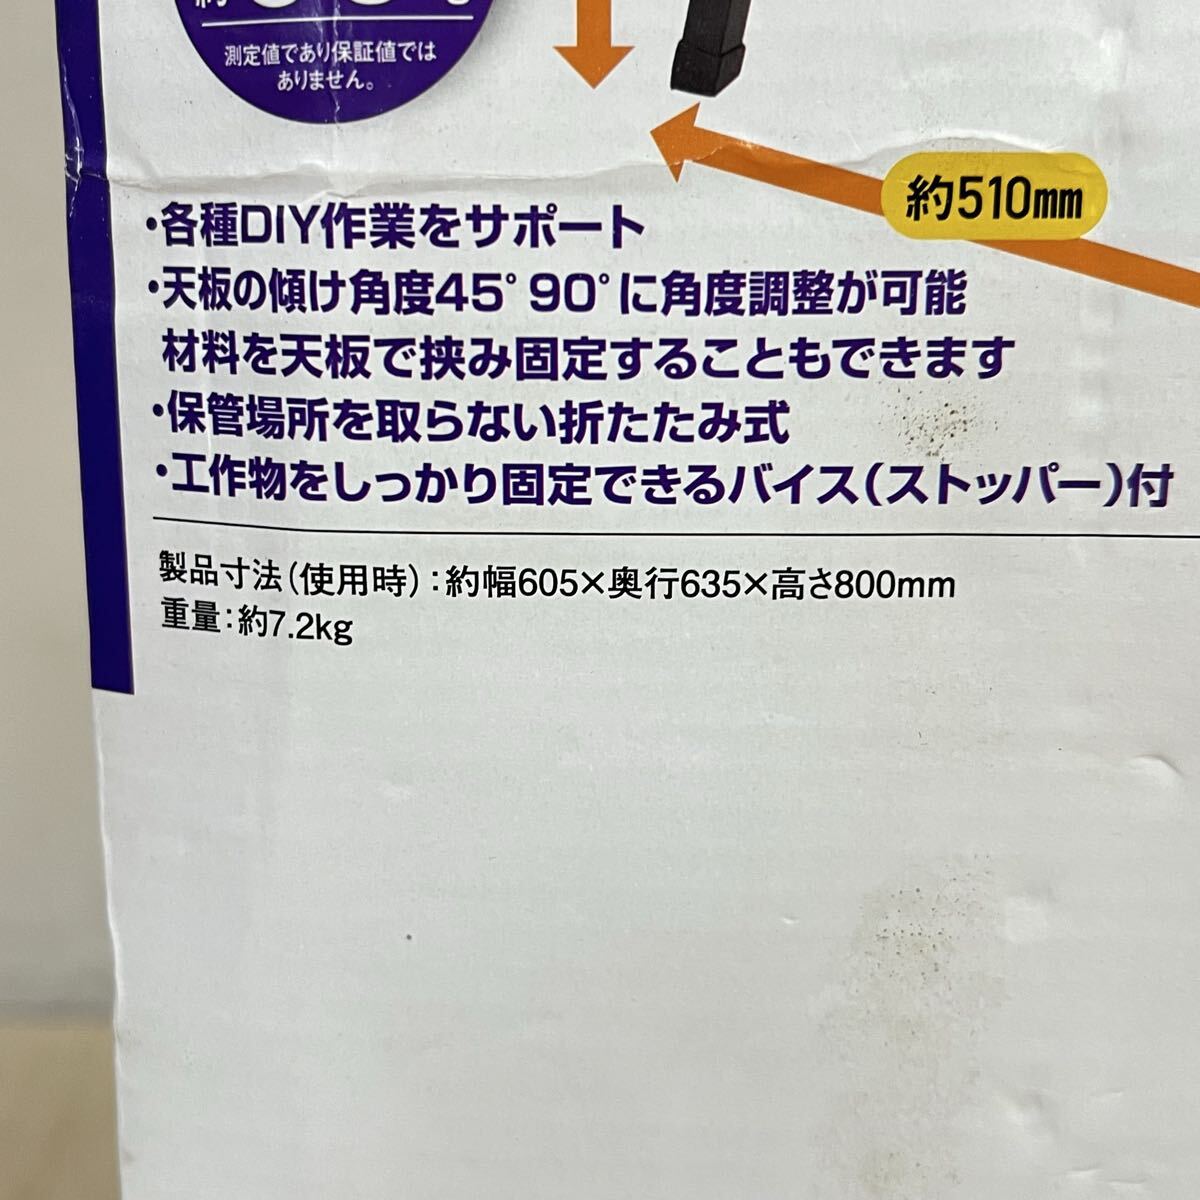 測定値であり保証値では
ありません。
約510mm
・各種DIY作業をサポート
・天板の傾け角度45°90°に角度調整が可能
材料を天板で挟み固定することもできます
・保管場所を取らない折たたみ式
・工作物をしっかり固定できるバイス(ストッパー)付
製品寸法(使用時):約幅605×奥行635×高さ800mm
重量:約7.2kg